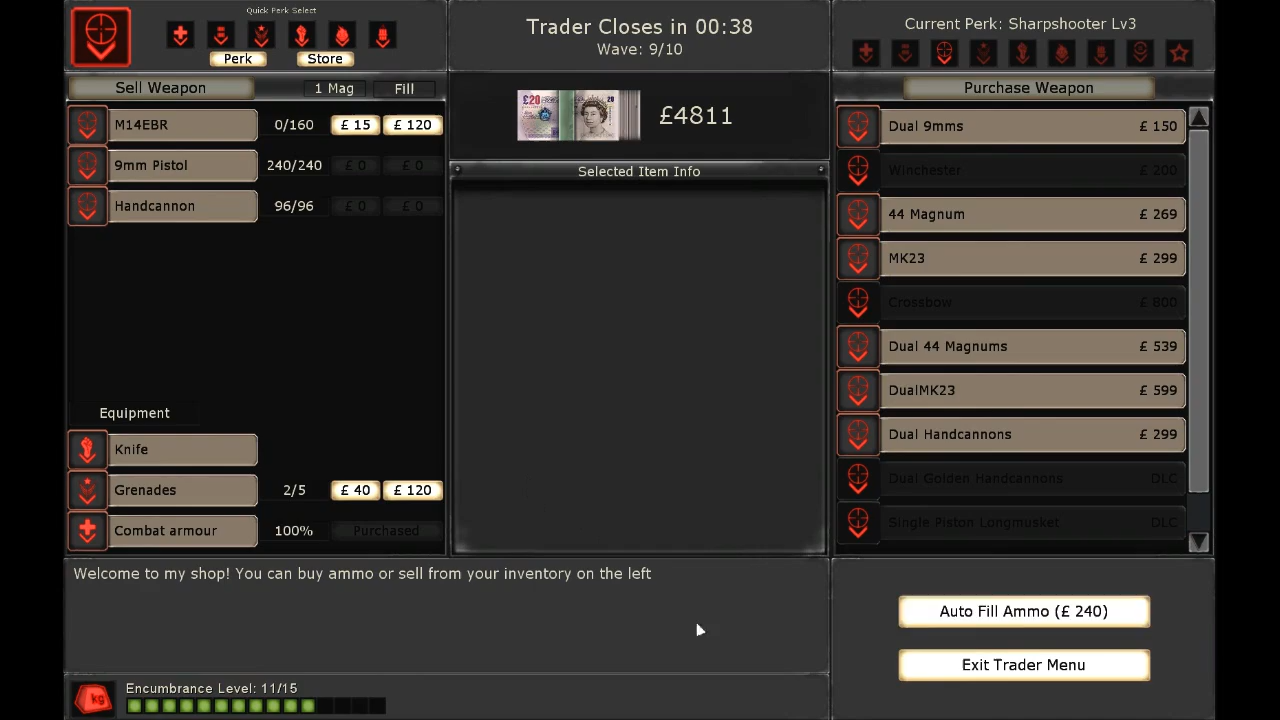 Quick Perk Select
Perk
Store
Trader Closes in 00:38
Wave: 9/10
Current Perk: Sharpshooter Lv3
Sell Weapon
1 Mag
Fill
M14EBR 0/160 £ 15 £ 120
9mm Pistol 240/240 £ 0 £ 0
Handcannon 96/96 £ 0 £ 0
Equipment
Knife
Grenades 2/5 £ 40 £ 120
Combat armour 100% Purchased
£20
20
£4811
Selected Item Info
Purchase Weapon
Dual 9mms £ 150
Winchester £ 200
44 Magnum £ 269
MK23 £ 299
Crossbow £ 800
Dual 44 Magnums £ 539
DualMK23 £ 599
Dual Handcannons £ 299
Dual Golden Handcannons DLC
Single Piston Longmusket DLC
Welcome to my shop! You can buy ammo or sell from your inventory on the left
Auto Fill Ammo (£ 240)
Exit Trader Menu
kg
Encumbrance Level: 11/15